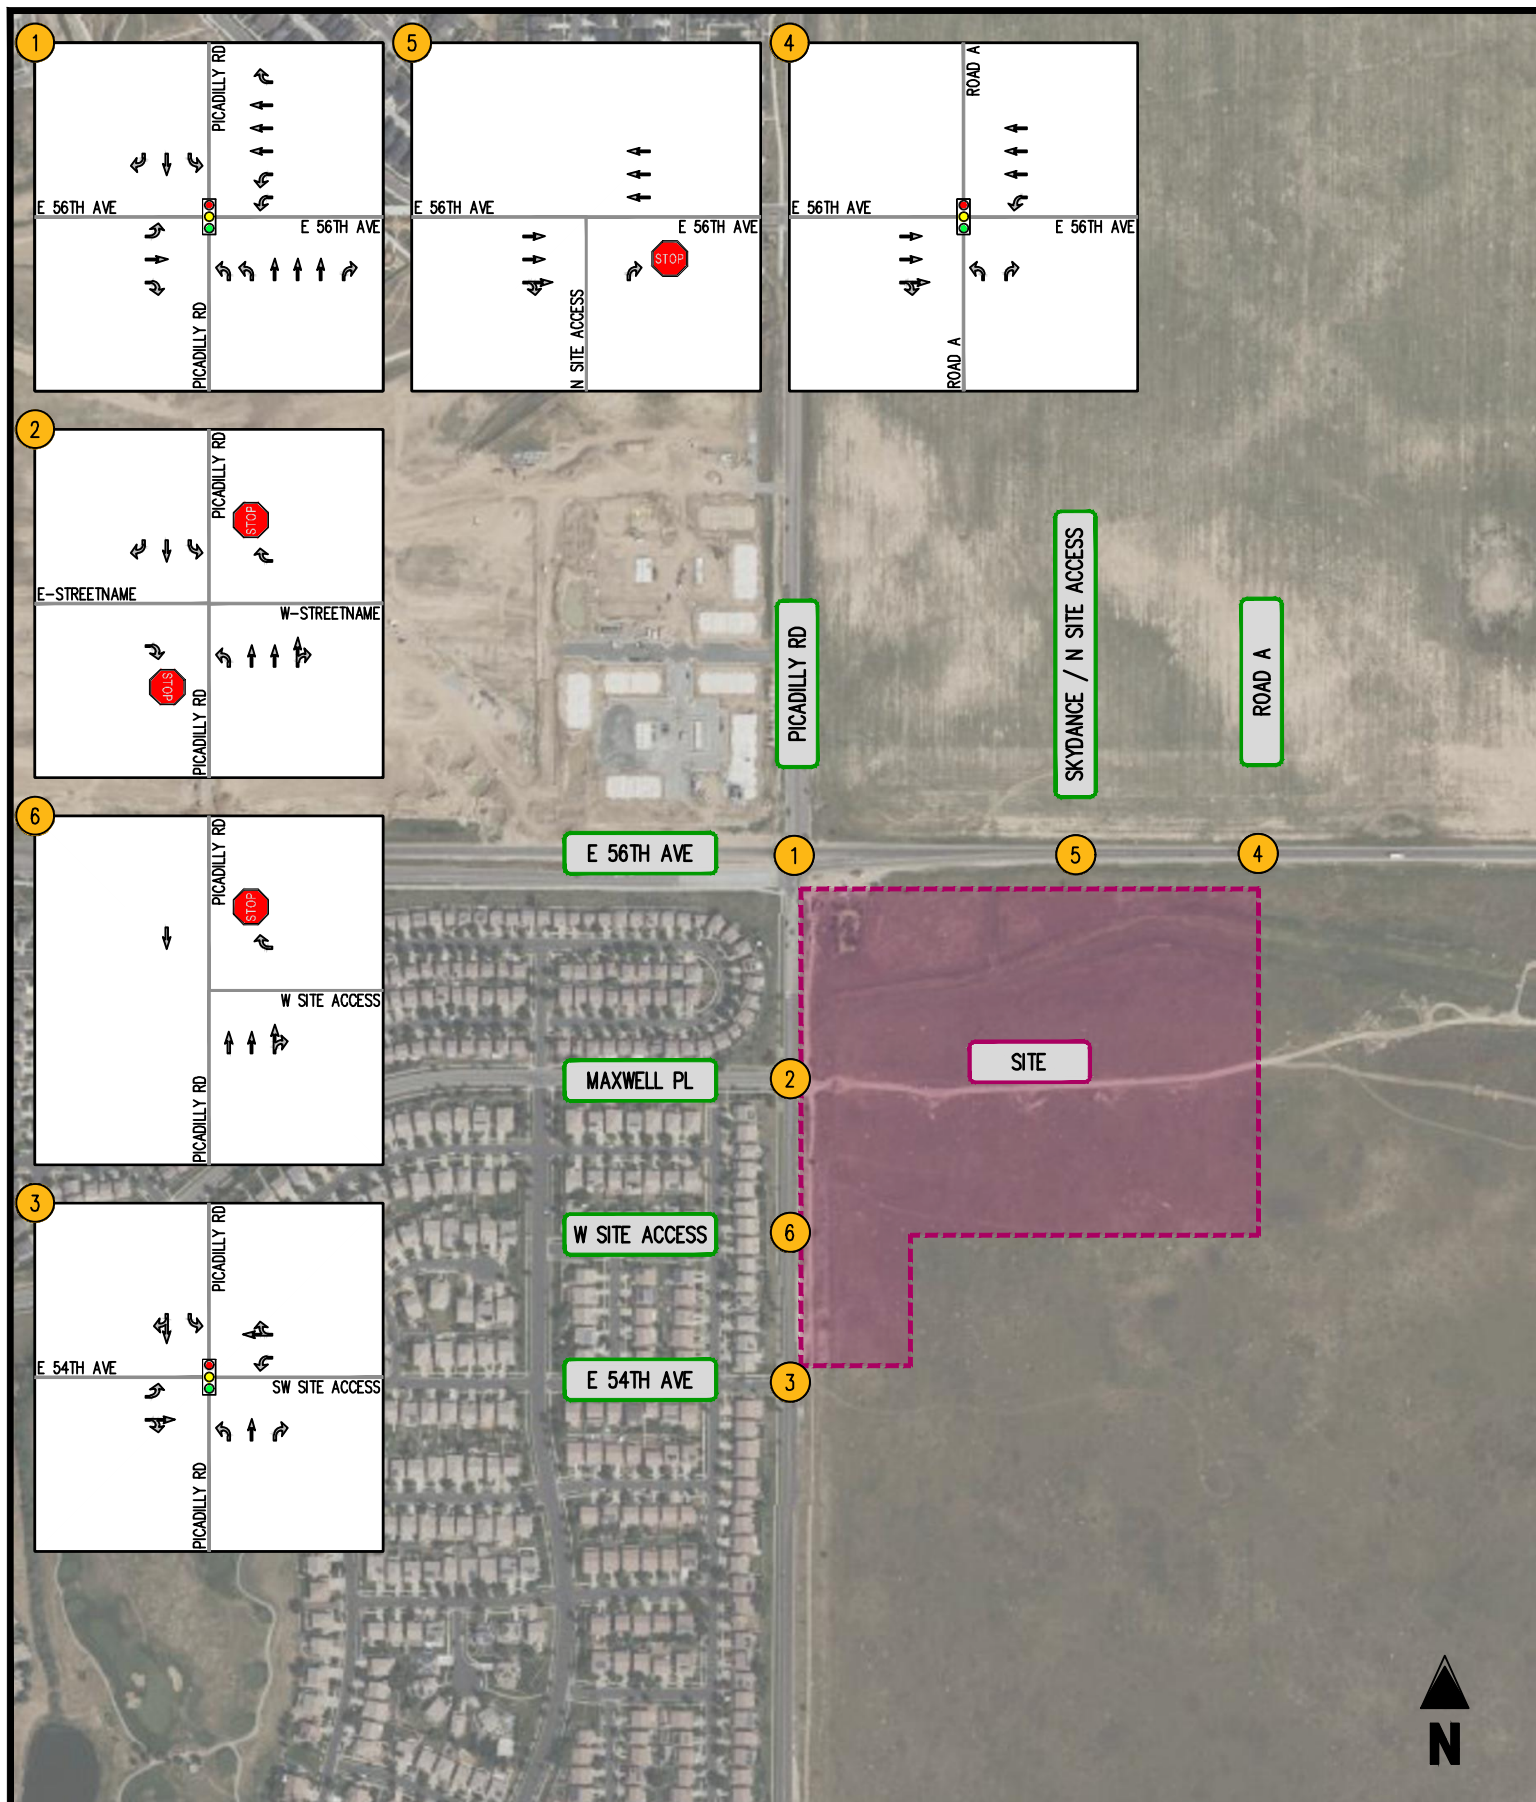 1
PICADILLY RD
E 56TH AVE
E 56TH AVE
PICADILLY RD
5
E 56TH AVE
E 56TH AVE
STOP
N SITE ACCESS
4
ROAD A
E 56TH AVE
E 56TH AVE
ROAD A
2
PICADILLY RD
STOP
E-STREETNAME
W-STREETNAME
STOP
PICADILLY RD
6
PICADILLY RD
STOP
W SITE ACCESS
PICADILLY RD
3
PICADILLY RD
E 54TH AVE
SW SITE ACCESS
PICADILLY RD
PICADILLY RD
SKYDANCE / N SITE ACCESS
ROAD A
E 56TH AVE
1
5
4
SITE
MAXWELL PL
2
W SITE ACCESS
6
E 54TH AVE
3
N